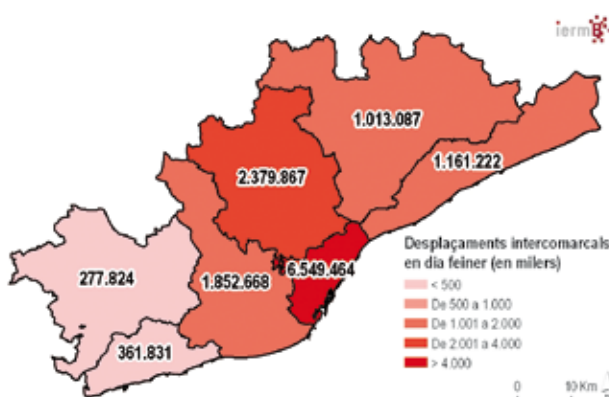 iermB
1.013.087
1.161.222
2.379.867
277.824
1.852.668
6.549.464
361.831
Desplaçaments intercomarcals
en dia feiner (en milers)
< 500
De 500 a 1.000
De 1.001 a 2.000
De 2.001 a 4.000
> 4.000
0 10 Km